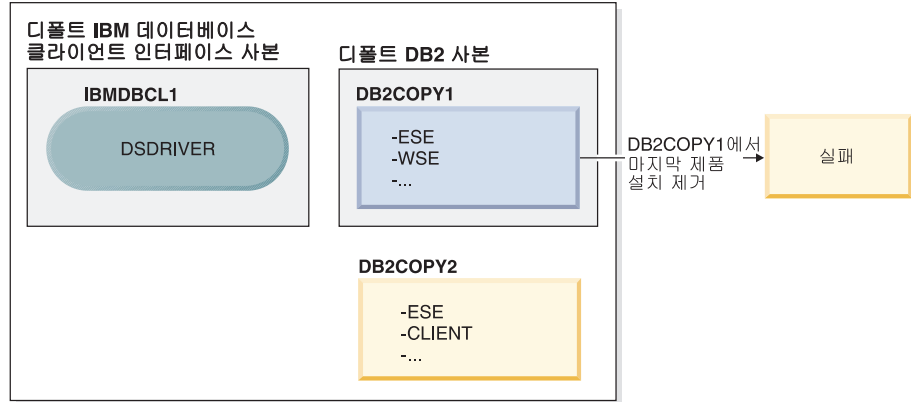 디폴트 IBM 데이터베이스
클라이언트 인터페이스 사본
IBMDBCL1
DSDRIVER
디폴트 DB2 사본
DB2COPY1
-ESE
-WSE
-...
DB2COPY1에서
마지막 제품
설치 제거
실패
DB2COPY2
-ESE
-CLIENT
-...